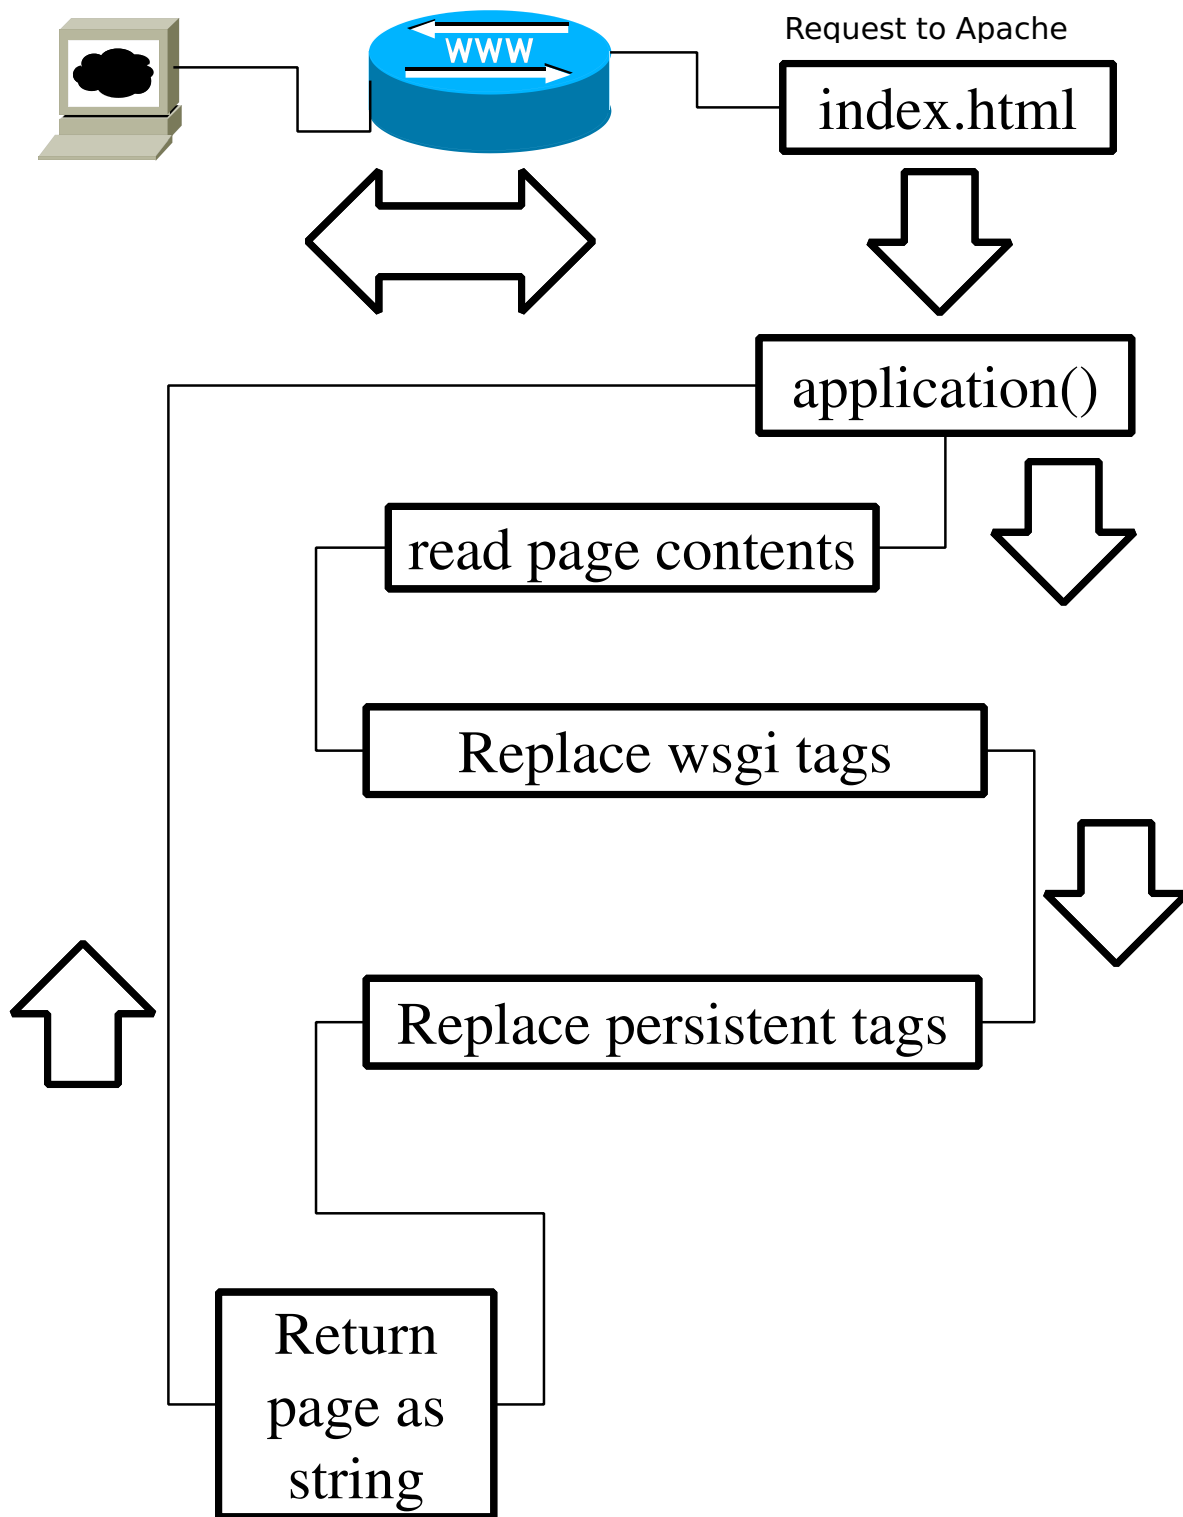 Request to Apache
WWW
index.html
application()
read page contents
Replace wsgi tags
Replace persistent tags
Return
page as
string